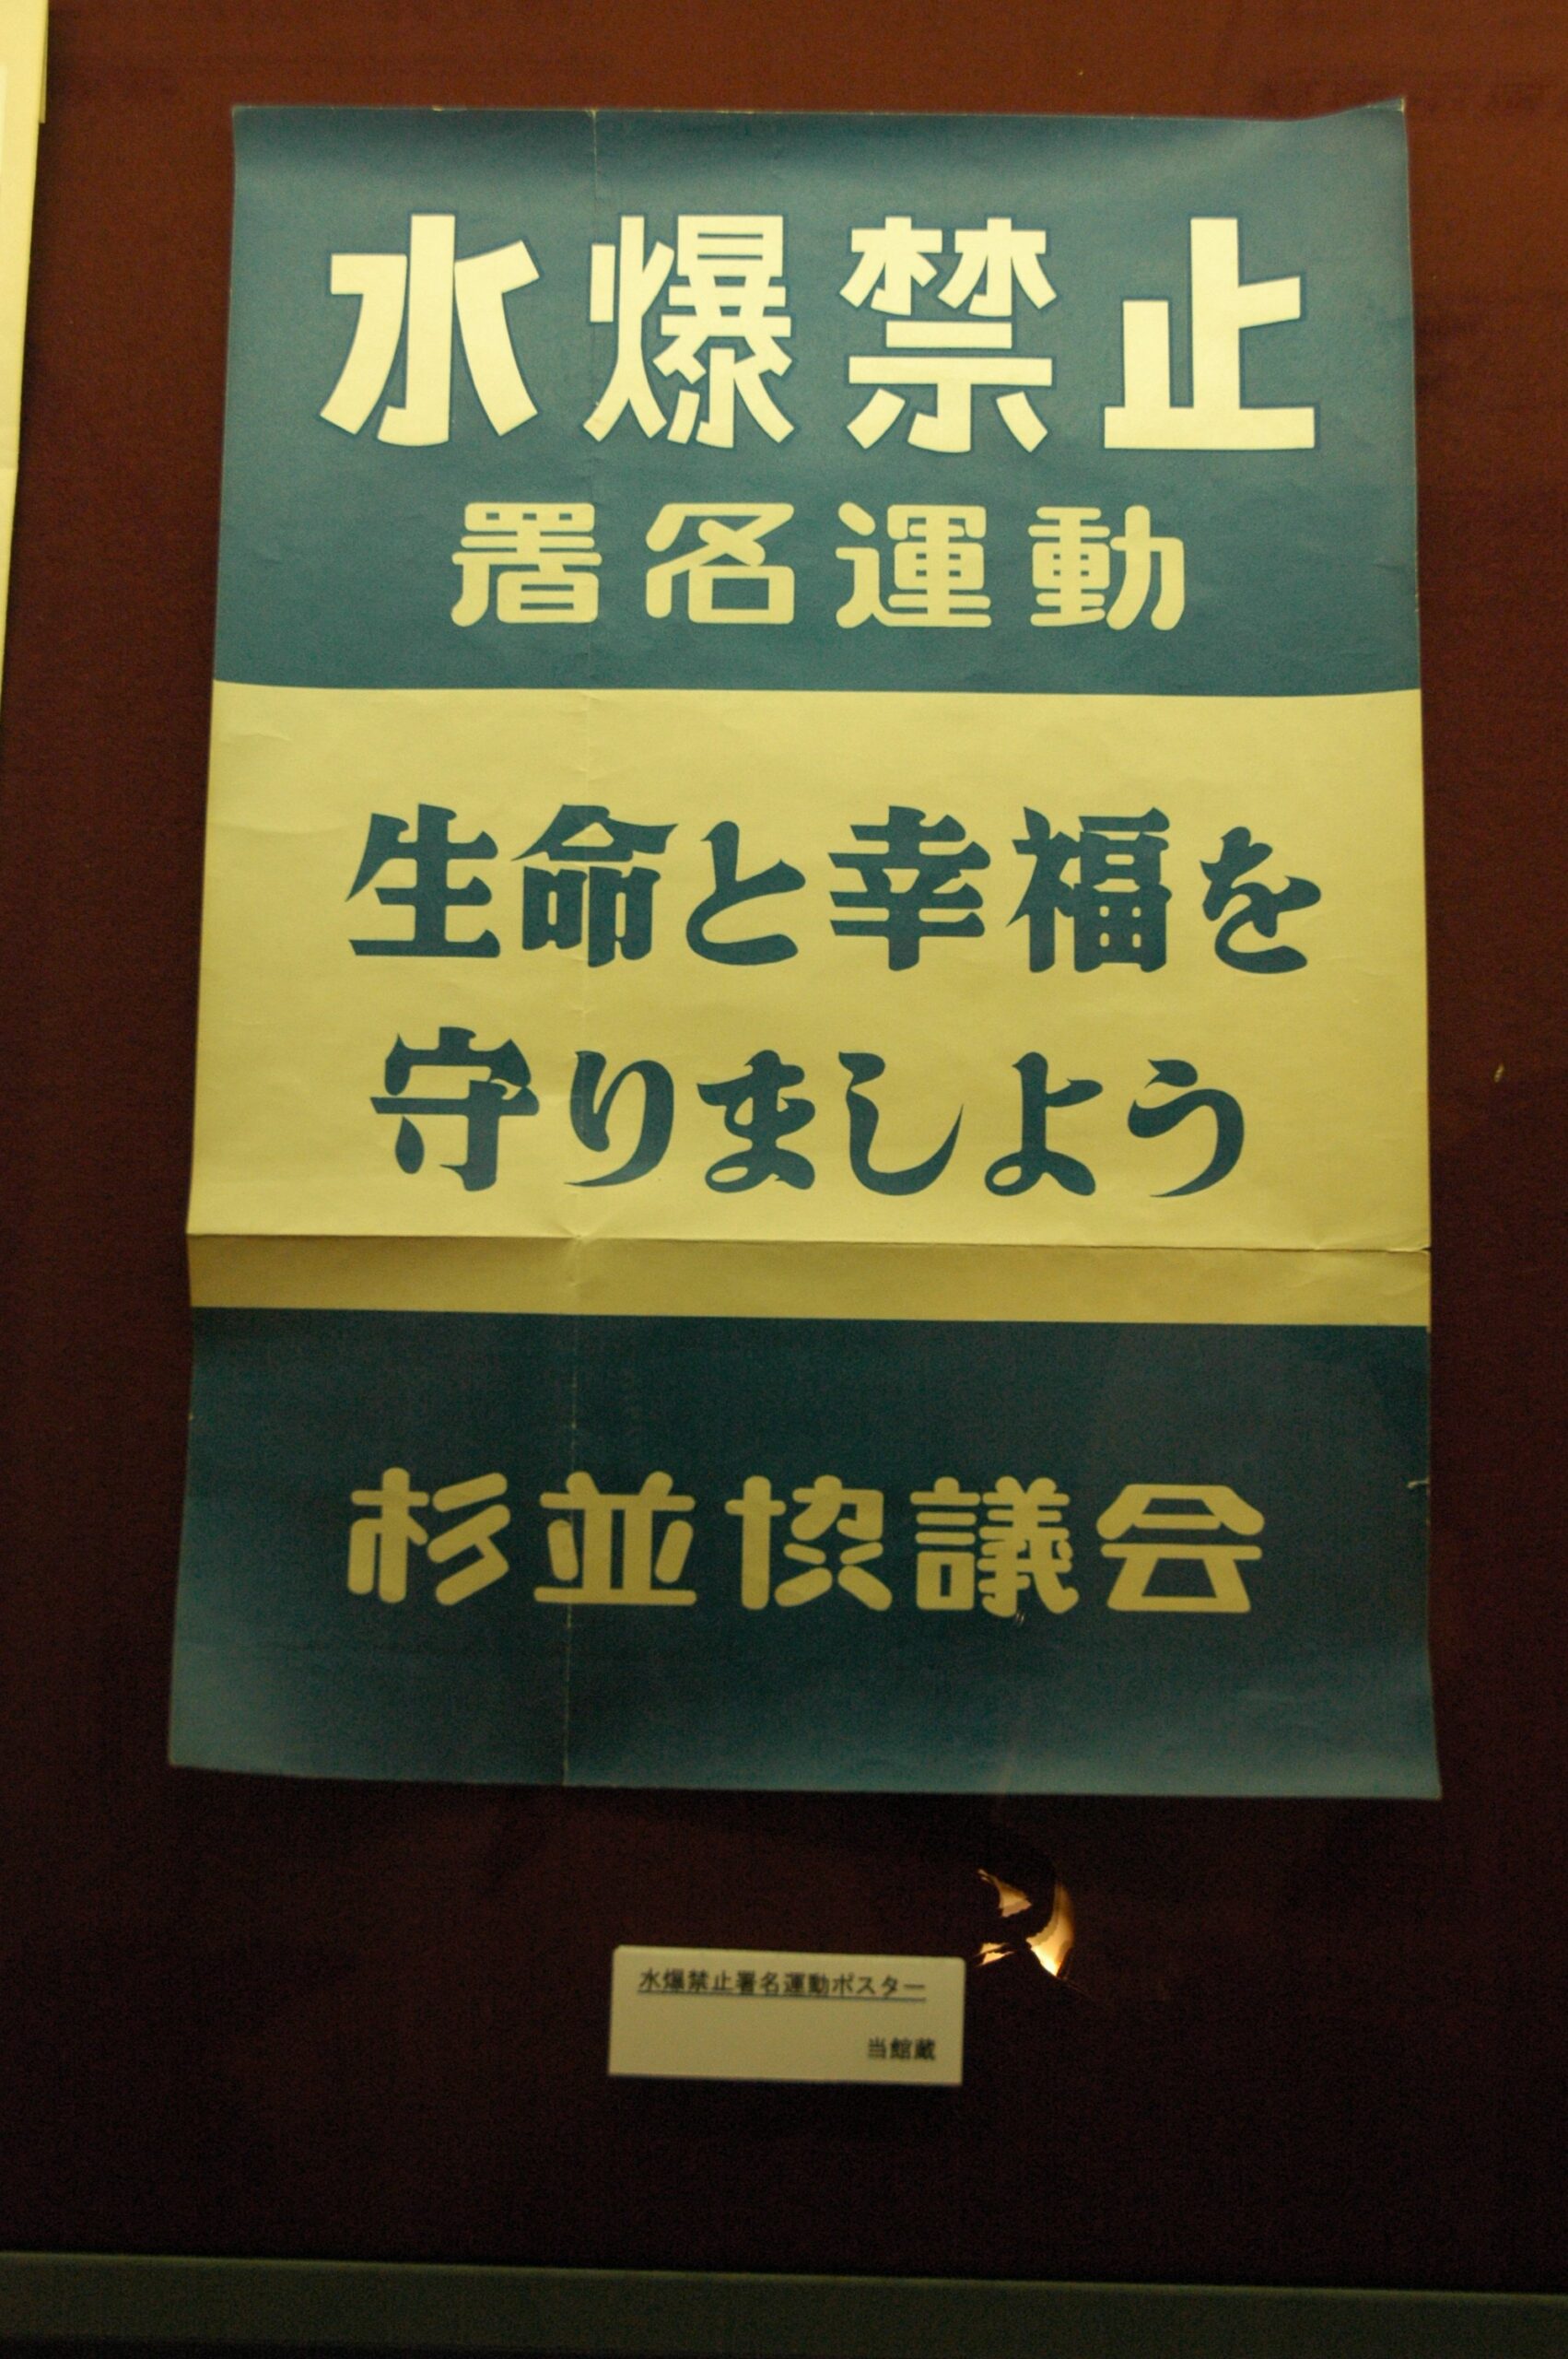 水爆禁止
署名運動
生命と幸福を
守りましよう
杉並協議会
水爆禁止署名運動ポスター
当館蔵